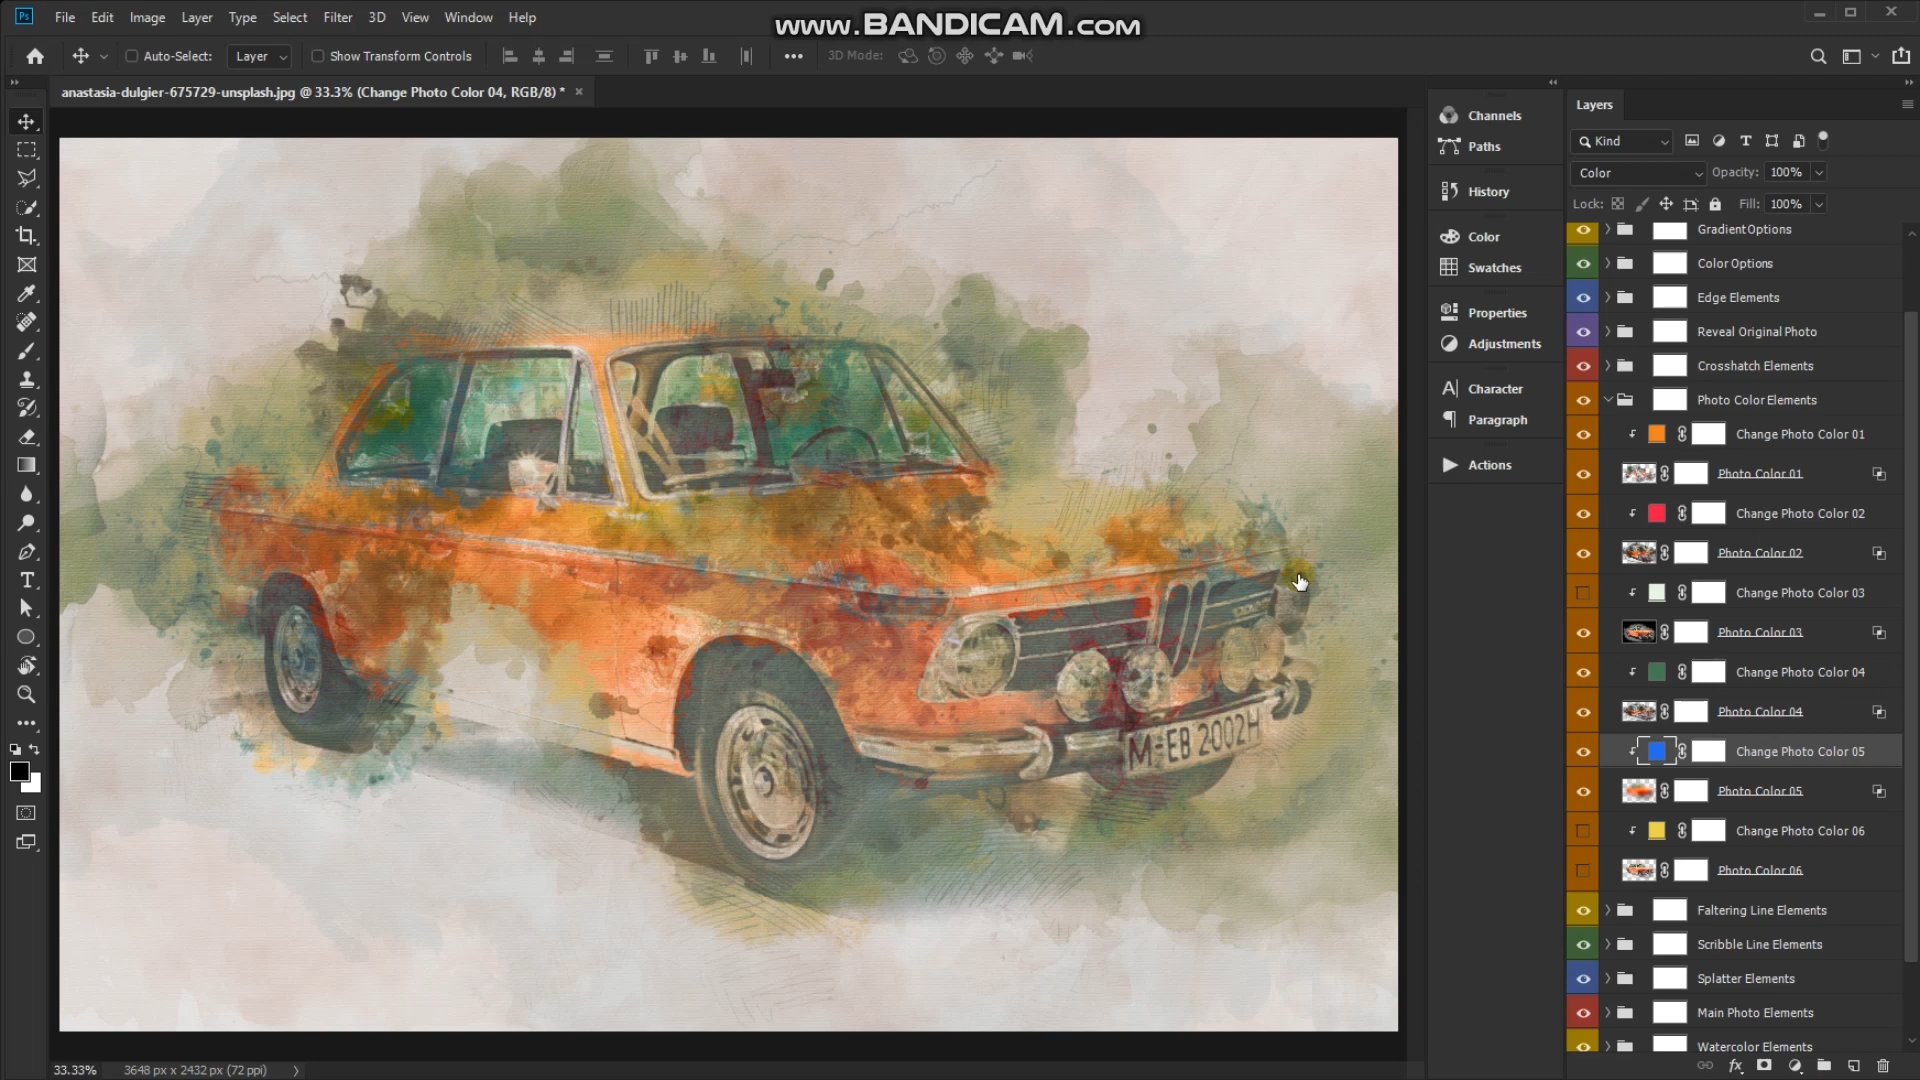 Ps File Edit Image Layer Type Select Filter 3D View Window Help
www.BANDICAM.com
Auto-Select: Layer Show Transform Controls 3D Mode:
anastasia-dulgier-675729-unsplash.jpg @ 33.3% (Change Photo Color 04, RGB/8) *
Channels
Paths
History
Color
Swatches
Properties
Adjustments
Character
Paragraph
Actions
Layers
Kind
Color Opacity: 100%
Lock: Fill: 100%
Gradient Options
Color Options
Edge Elements
Reveal Original Photo
Crosshatch Elements
Photo Color Elements
Change Photo Color 01
Photo Color 01
Change Photo Color 02
Photo Color 02
Change Photo Color 03
Photo Color 03
Change Photo Color 04
Photo Color 04
Change Photo Color 05
Photo Color 05
Change Photo Color 06
Photo Color 06
Faltering Line Elements
Scribble Line Elements
Splatter Elements
Main Photo Elements
Watercolor Elements
M-EB 2002H
33.33% 3648 px x 2432 px (72 ppi)